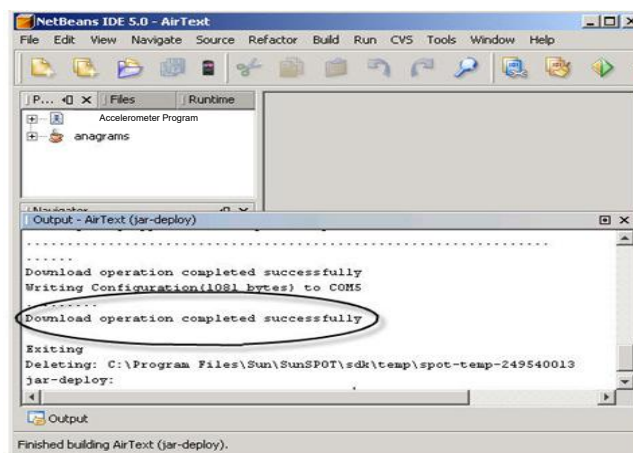 NetBeans IDE 5.0 - AirText
File Edit View Navigate Source Refactor Build Run CVS Tools Window Help
P... Files Runtime
Accelerometer Program
anagrams
Navigator
Output - AirText (jar-deploy)
................................................................
......
Download operation completed successfully
Writing Configuration(1081 bytes) to COM5
.........
Download operation completed successfully
Exiting
Deleting: C:\Program Files\Sun\SunSPOT\sdk\temp\spot-temp-249540013
jar-deploy:
Output
Finished building AirText (jar-deploy).